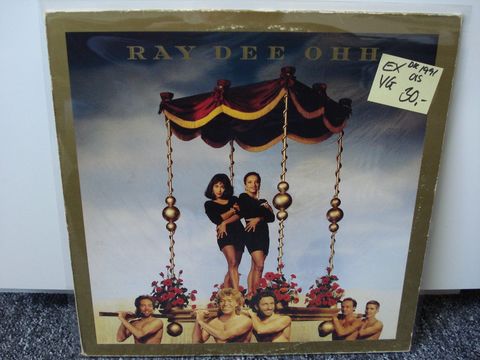 RAY DEE OHH
EX DK 1991
OIS
VG 30.-